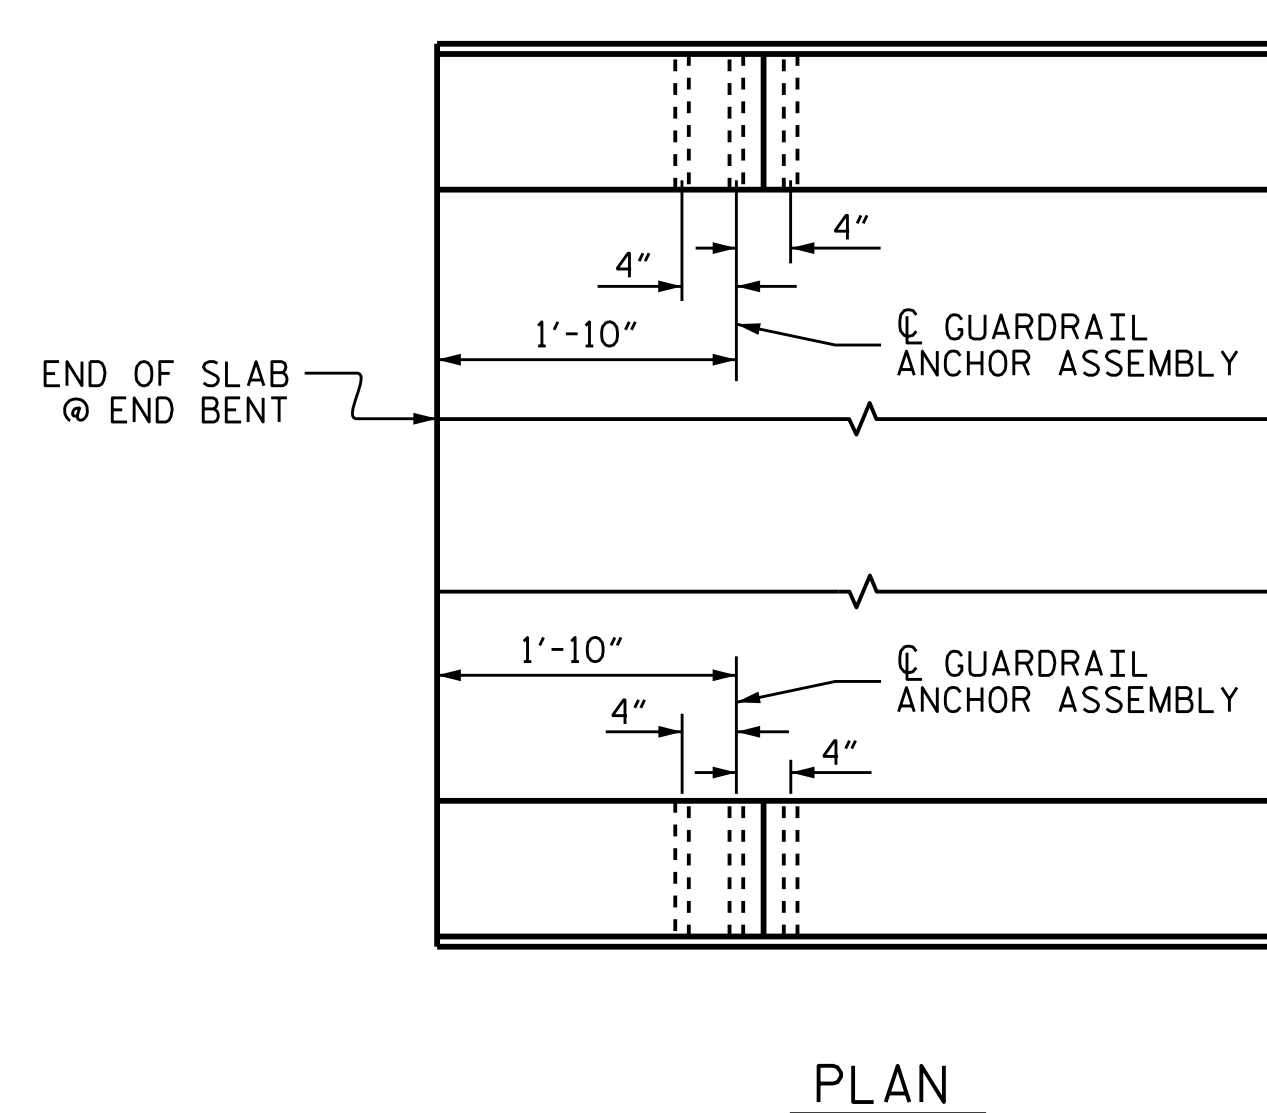 4"
4"
1'-10"
℄ GUARDRAIL
ANCHOR ASSEMBLY
END OF SLAB
@ END BENT
1'-10"
℄ GUARDRAIL
ANCHOR ASSEMBLY
4"
4"
PLAN